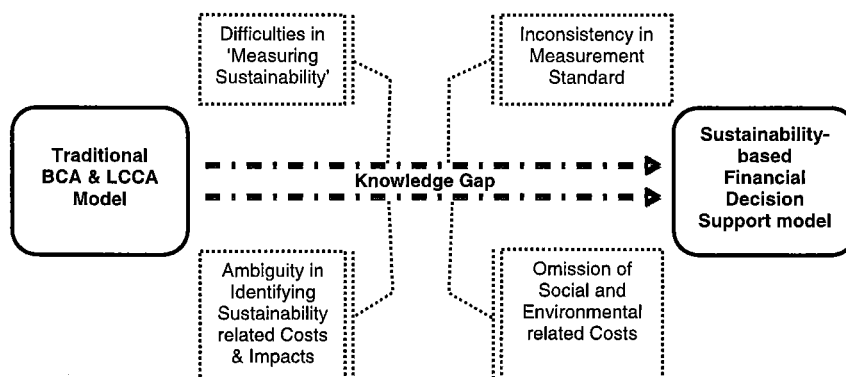 Difficulties in
'Measuring
Sustainability'
Inconsistency in
Measurement
Standard
Traditional
BCA & LCCA
Model
Knowledge Gap
Sustainability-
based
Financial
Decision
Support model
Ambiguity in
Identifying
Sustainability
related Costs
& Impacts
Omission of
Social and
Environmental
related Costs